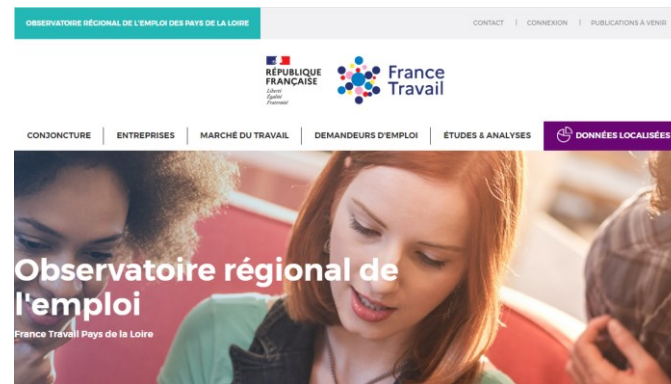 OBSERVATOIRE RÉGIONAL DE L'EMPLOI DES PAYS DE LA LOIRE
CONTACT | CONNEXION | PUBLICATIONS À VENIR
RÉPUBLIQUE
FRANÇAISE
Liberté
Égalité
Fraternité
France
Travail
CONJONCTURE | ENTREPRISES | MARCHÉ DU TRAVAIL | DEMANDEURS D'EMPLOI | ÉTUDES & ANALYSES | DONNÉES LOCALISÉES
Observatoire régional de
l'emploi
France Travail Pays de la Loire